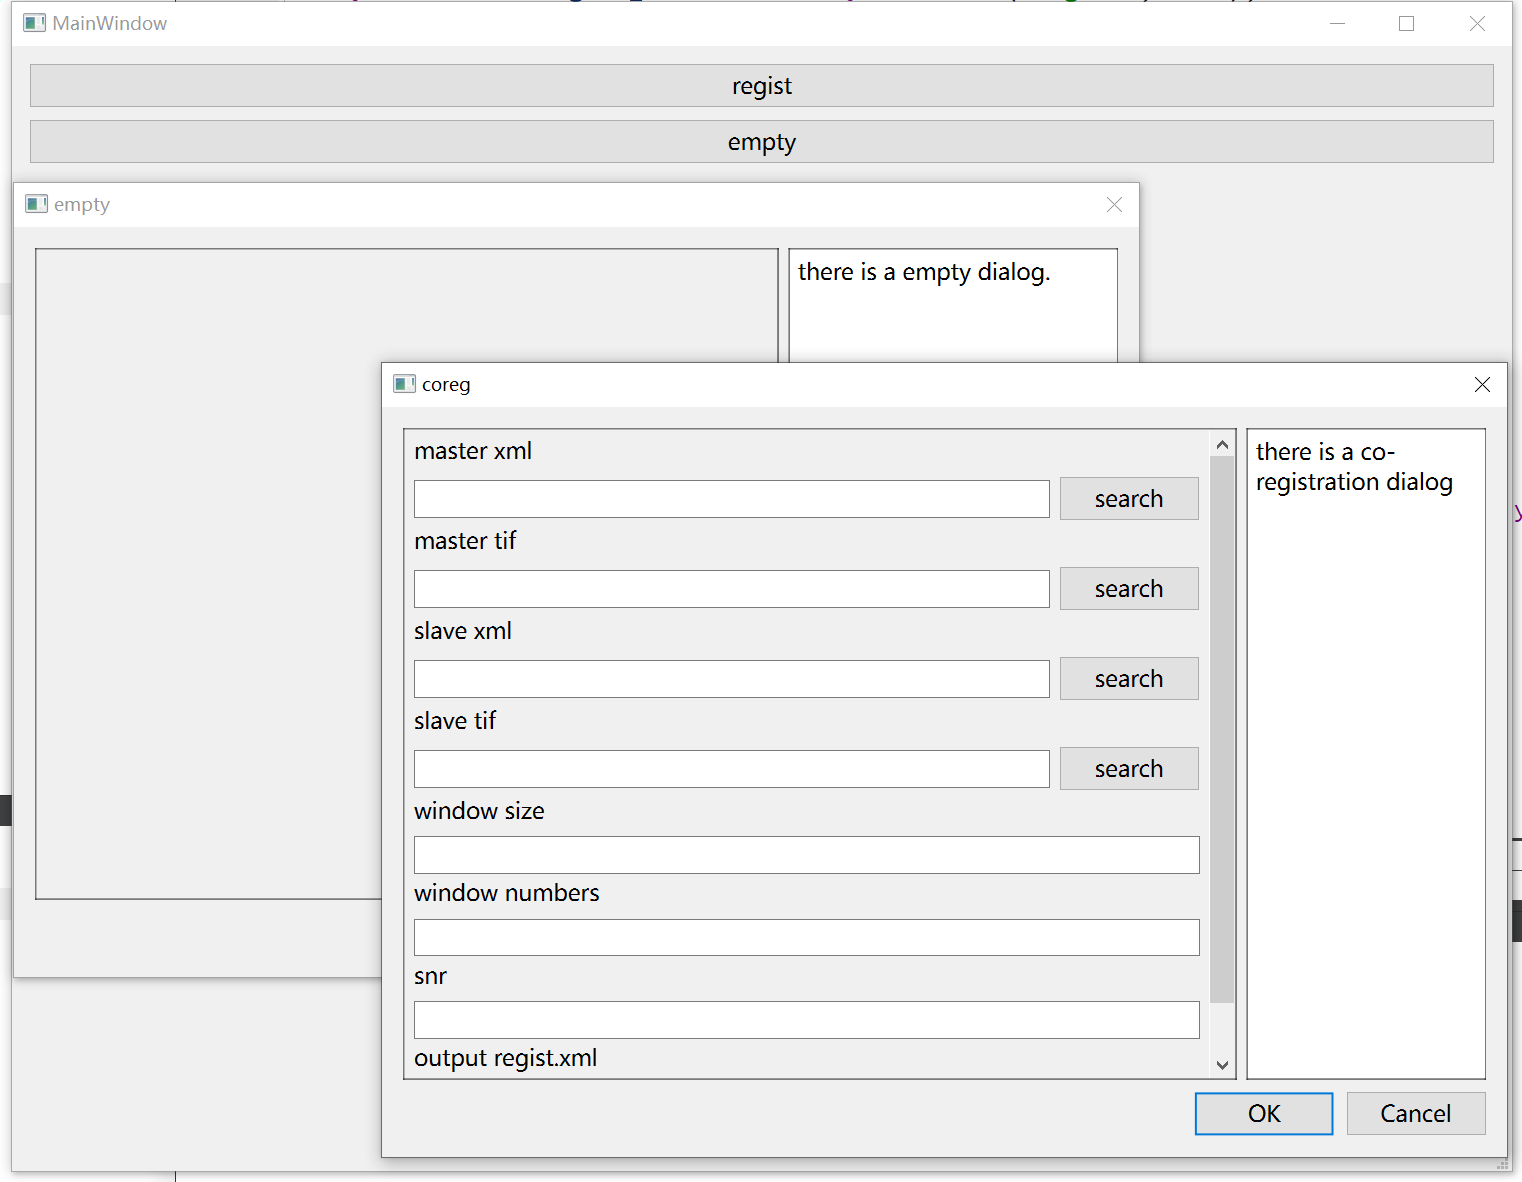 MainWindow
regist
empty
empty
there is a empty dialog.
coreg
master xml
search
master tif
search
slave xml
search
slave tif
search
window size
window numbers
snr
output regist.xml
there is a co-
registration dialog
OK
Cancel